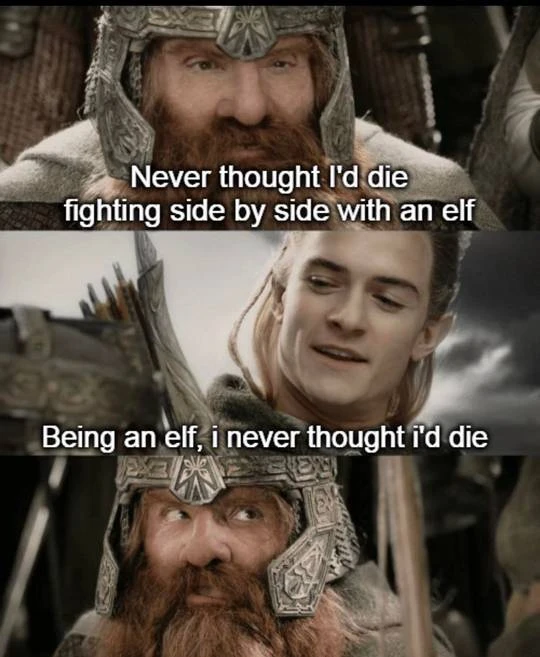 Never thought I'd die
fighting side by side with an elf
Being an elf, i never thought i'd die